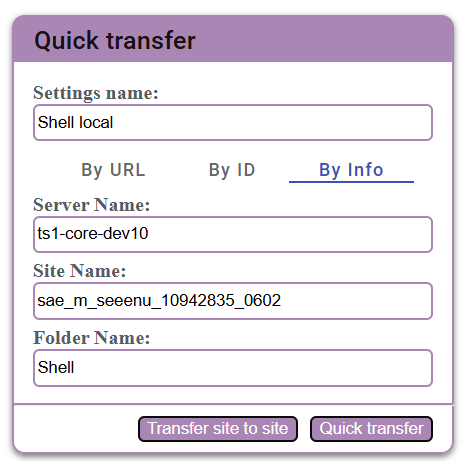 Quick transfer
Settings name:
Shell local
By URL By ID By Info
Server Name:
ts1-core-dev10
Site Name:
sae_m_seeenu_10942835_0602
Folder Name:
Shell
Transfer site to site Quick transfer